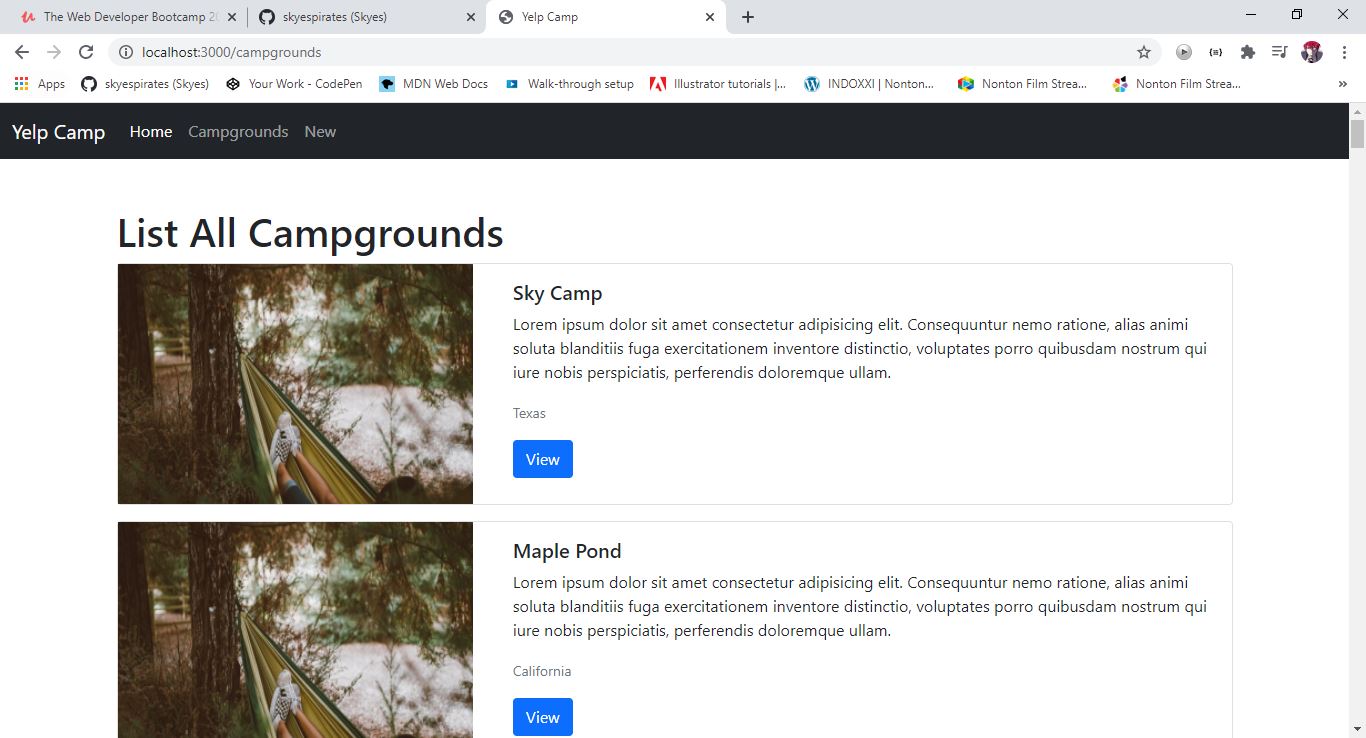 The Web Developer Bootcamp 20
skyespirates (Skyes)
Yelp Camp
localhost:3000/campgrounds
Apps
skyespirates (Skyes)
Your Work - CodePen
MDN Web Docs
Walk-through setup
Illustrator tutorials |...
INDOXXI | Nonton...
Nonton Film Strea...
Nonton Film Strea...
Yelp Camp
Home
Campgrounds
New
List All Campgrounds
Sky Camp
Lorem ipsum dolor sit amet consectetur adipisicing elit. Consequuntur nemo ratione, alias animi
soluta blanditiis fuga exercitationem inventore distinctio, voluptates porro quibusdam nostrum qui
iure nobis perspiciatis, perferendis doloremque ullam.
Texas
View
Maple Pond
Lorem ipsum dolor sit amet consectetur adipisicing elit. Consequuntur nemo ratione, alias animi
soluta blanditiis fuga exercitationem inventore distinctio, voluptates porro quibusdam nostrum qui
iure nobis perspiciatis, perferendis doloremque ullam.
California
View